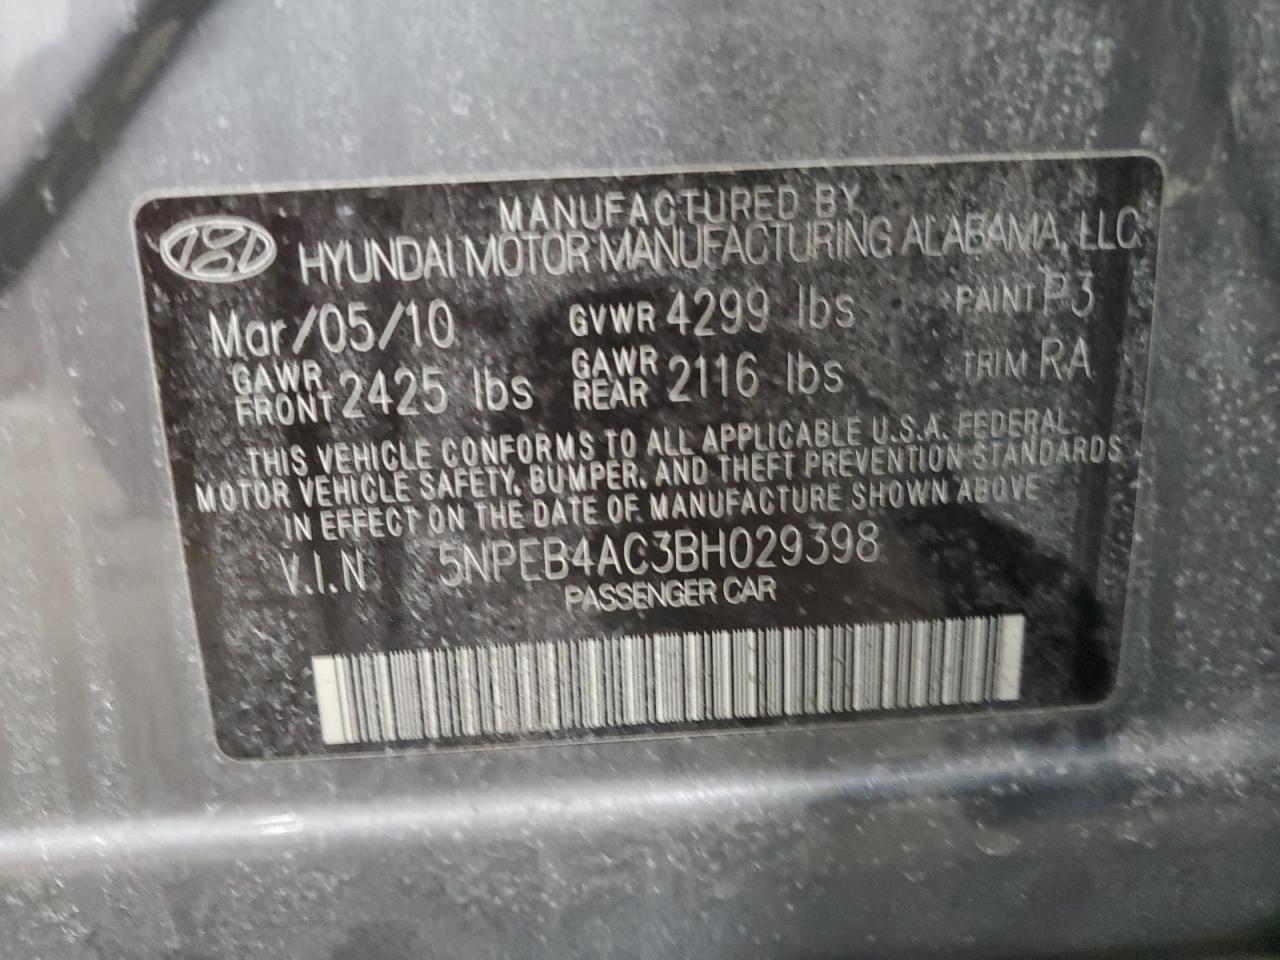 MANUFACTURED BY
HYUNDAI MOTOR MANUFACTURING ALABAMA, LLC
Mar/05/10 GVWR 4299 lbs PAINT P3
GAWR FRONT 2425 lbs GAWR REAR 2116 lbs TRIM RA
THIS VEHICLE CONFORMS TO ALL APPLICABLE U.S.A. FEDERAL
MOTOR VEHICLE SAFETY, BUMPER, AND THEFT PREVENTION STANDARDS
IN EFFECT ON THE DATE OF MANUFACTURE SHOWN ABOVE
V.I.N 5NPEB4AC3BH029398
PASSENGER CAR